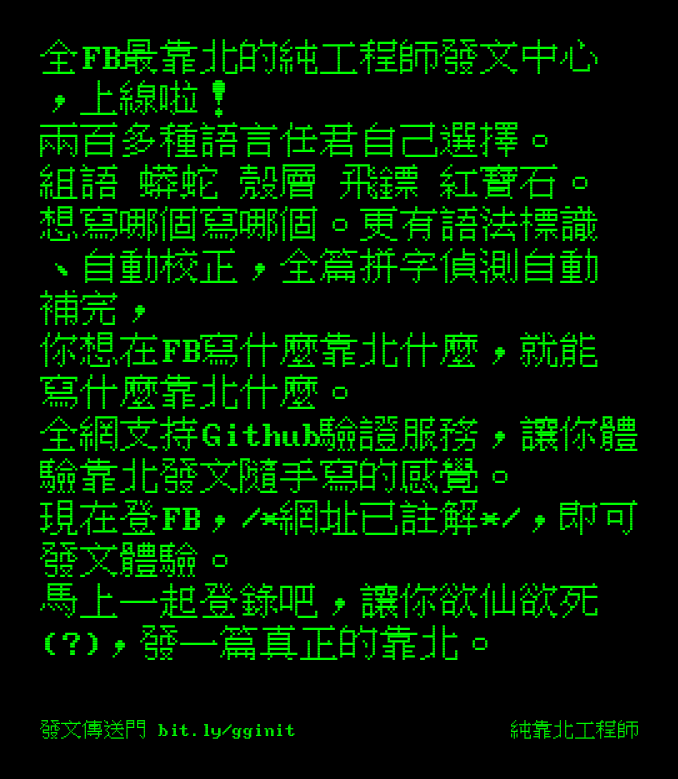 全FB最靠北的純工程師發文中心
，上線啦！
兩百多種語言任君自己選擇。
組語 蟒蛇 殼層 飛鏢 紅寶石。
想寫哪個寫哪個。更有語法標識
、自動校正，全篇拼字偵測自動
補完，
你想在FB寫什麼靠北什麼，就能
寫什麼靠北什麼。
全網支持Github驗證服務，讓你體
驗靠北發文隨手寫的感覺。
現在登FB，/*網址已註解*/，即可
發文體驗。
馬上一起登錄吧，讓你欲仙欲死
(?)，發一篇真正的靠北。
發文傳送門 bit.ly/gginit
純靠北工程師